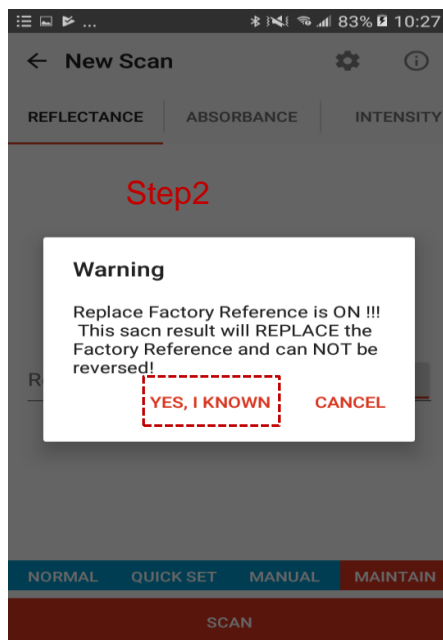 ... 83% 10:27
← New Scan
REFLECTANCE ABSORBANCE INTENSITY
Step2
Warning
Replace Factory Reference is ON !!!
This sacn result will REPLACE the
Factory Reference and can NOT be
reversed!
YES, I KNOWN CANCEL
NORMAL QUICK SET MANUAL MAINTAIN
SCAN